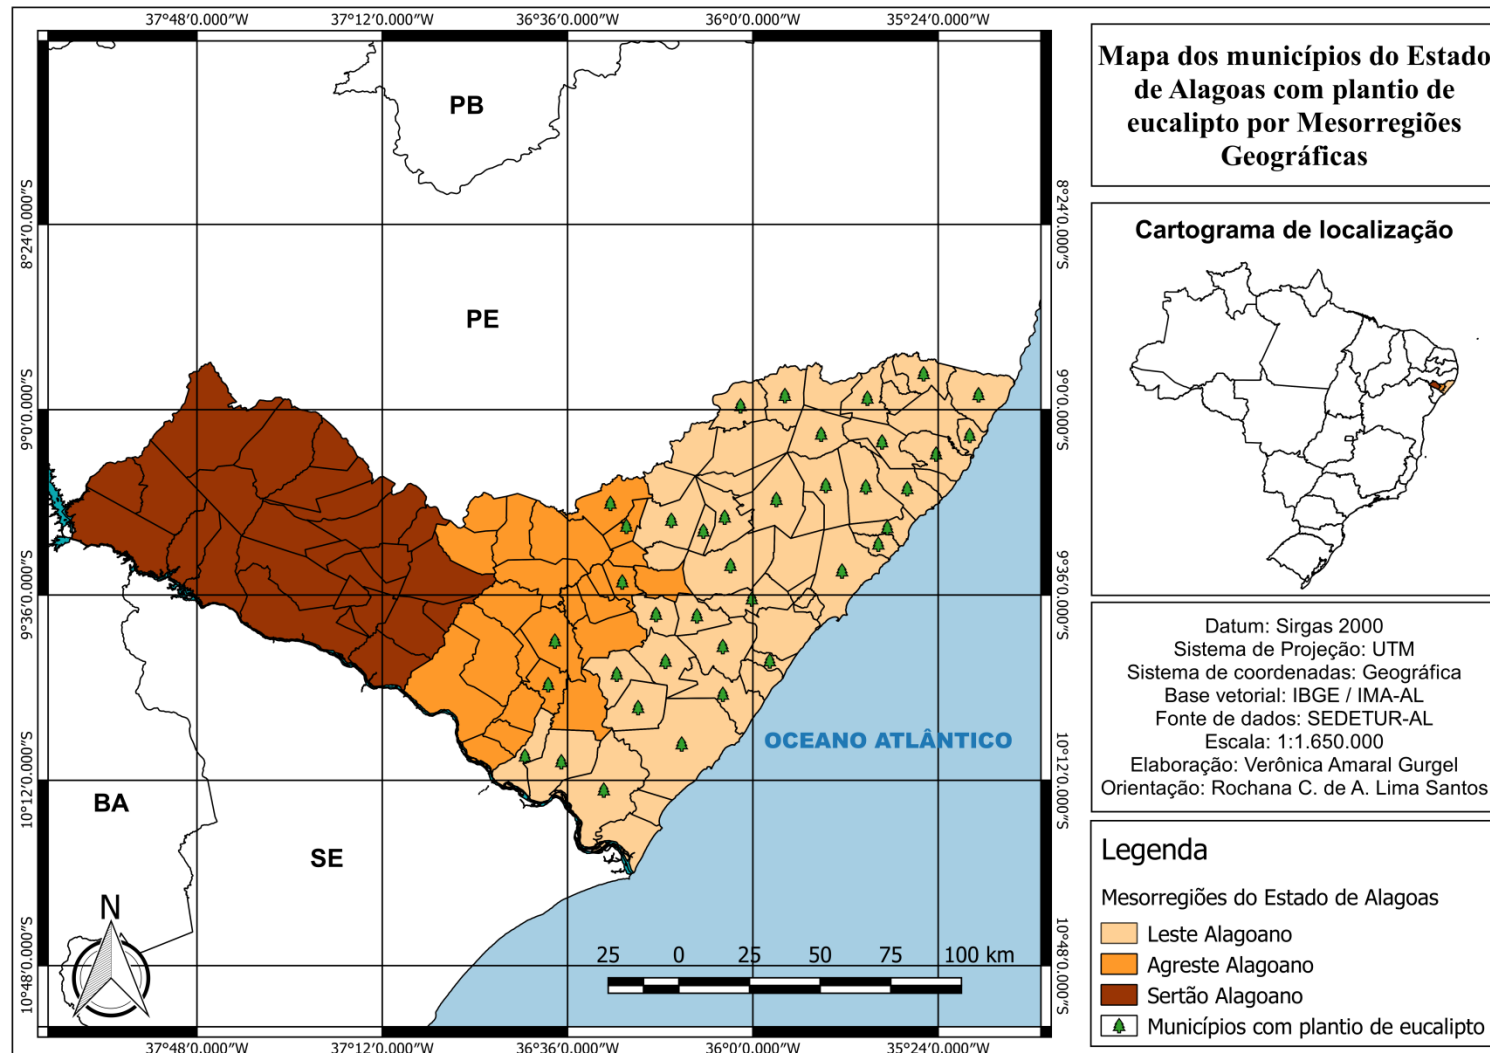 37°48′0.000″W
37°12′0.000″W
36°36′0.000″W
36°0′0.000″W
35°24′0.000″W
Mapa dos municípios do Estado
de Alagoas com plantio de
eucalipto por Mesorregiões
Geográficas
PB
8°24′0.000″S
8°24′0.000″S
Cartograma de localização
PE
9°0′0.000″S
9°0′0.000″S
9°36′0.000″S
9°36′0.000″S
Datum: Sirgas 2000
Sistema de Projeção: UTM
Sistema de coordenadas: Geográfica
Base vetorial: IBGE / IMA-AL
Fonte de dados: SEDETUR-AL
Escala: 1:1.650.000
Elaboração: Verônica Amaral Gurgel
Orientação: Rochana C. de A. Lima Santos
OCEANO ATLÂNTICO
10°12′0.000″S
10°12′0.000″S
BA
SE
N
Legenda
Mesorregiões do Estado de Alagoas
Leste Alagoano
Agreste Alagoano
Sertão Alagoano
Municípios com plantio de eucalipto
25 0 25 50 75 100 km
10°48′0.000″S
10°48′0.000″S
37°48′0.000″W
37°12′0.000″W
36°36′0.000″W
36°0′0.000″W
35°24′0.000″W